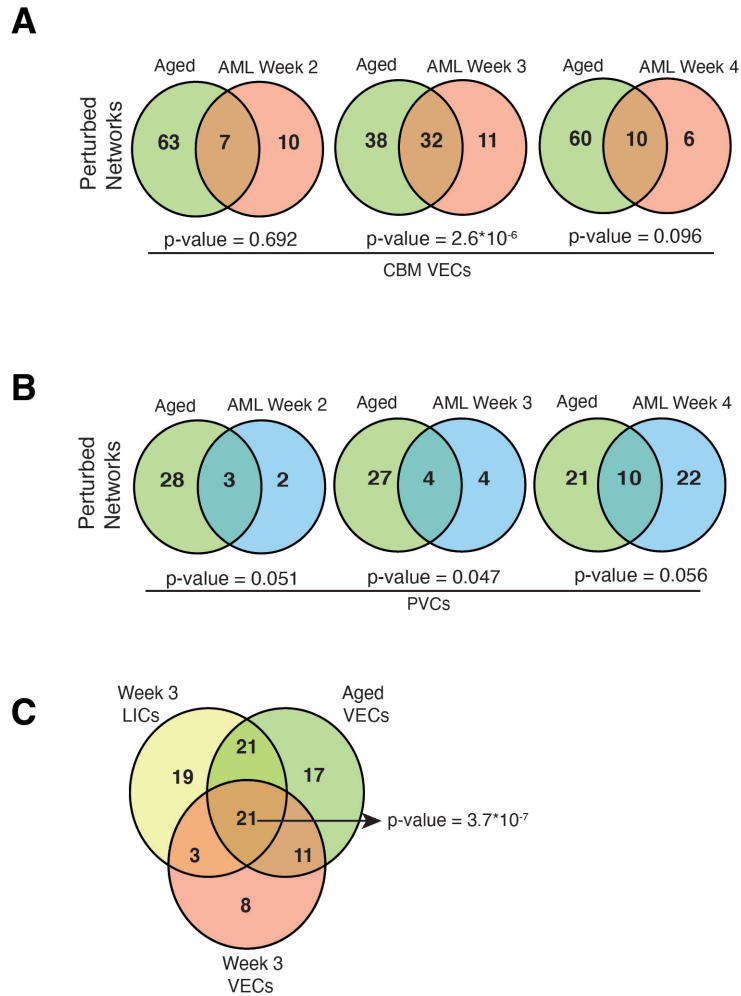 A
Aged AML Week 2 Aged AML Week 3 Aged AML Week 4
Perturbed
Networks
63 7 10 38 32 11 60 10 6
p-value = 0.692 p-value = 2.6*10⁻⁶ p-value = 0.096
CBM VECs
B
Aged AML Week 2 Aged AML Week 3 Aged AML Week 4
Perturbed
Networks
28 3 2 27 4 4 21 10 22
p-value = 0.051 p-value = 0.047 p-value = 0.056
PVCs
C
Week 3
LICs
Aged
VECs
21
19 17
21 p-value = 3.7*10⁻⁷
3 11
8
Week 3
VECs